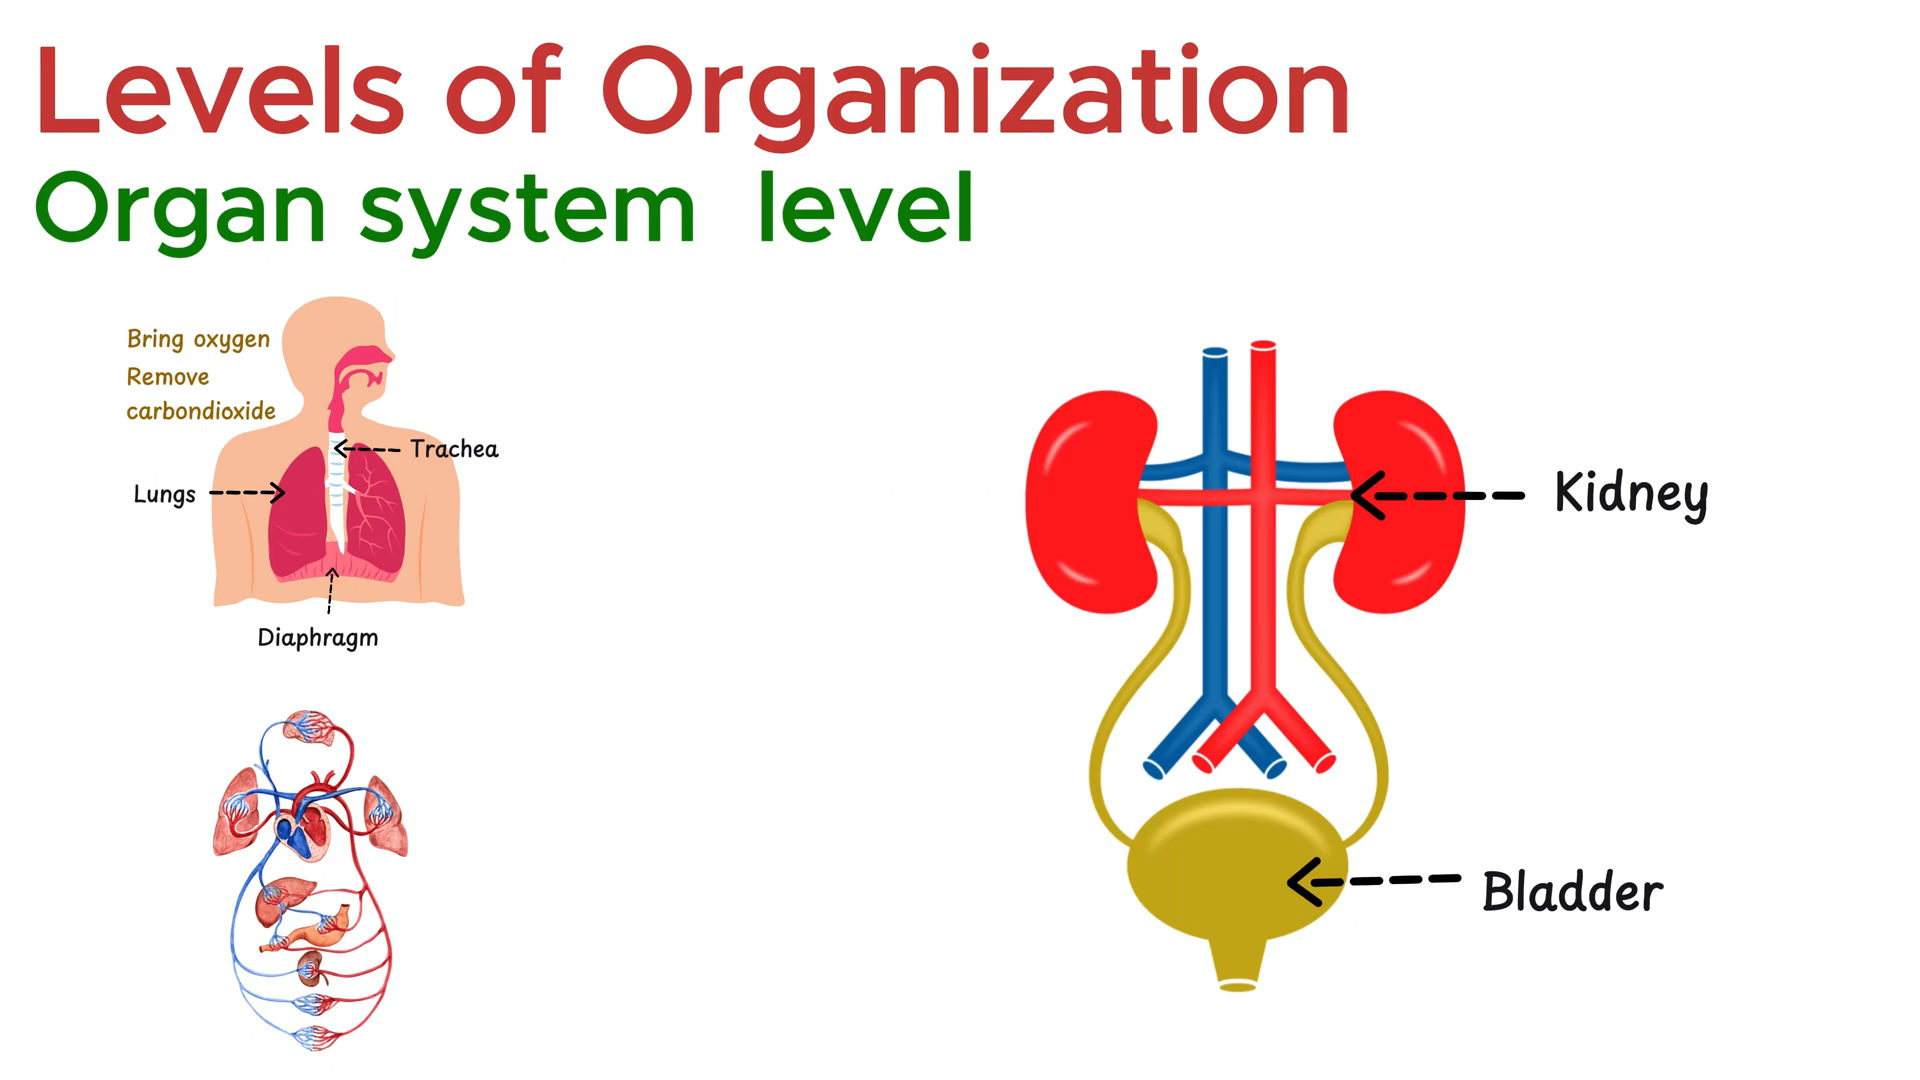 Levels of Organization
Organ system level
Bring oxygen
Remove
carbondioxide
Trachea
Lungs
Diaphragm
Kidney
Bladder